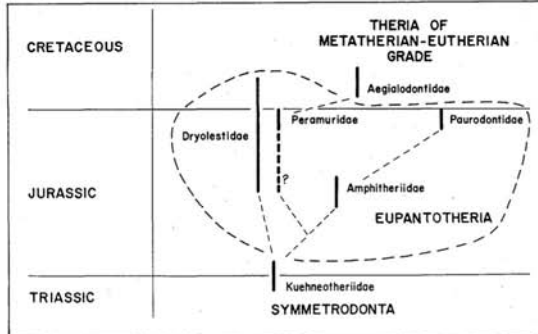 THERIA OF
METATHERIAN-EUTHERIAN
GRADE
CRETACEOUS
Aegialodontidae
Dryolestidae
Peramuridae
Paurodontidae
?
JURASSIC
Amphitheriidae
EUPANTOTHERIA
Kuehneotheriidae
TRIASSIC
SYMMETRODONTA